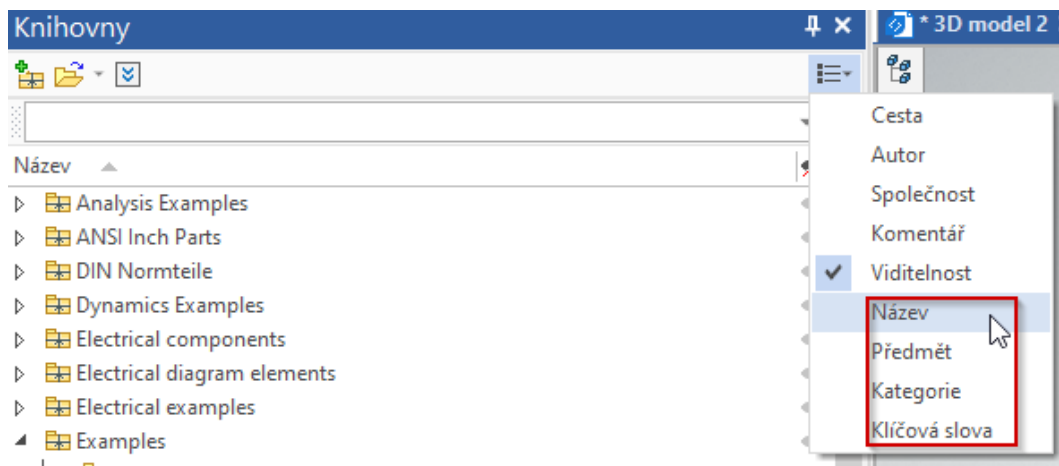 Knihovny
* 3D model 2
Cesta
Autor
Společnost
Komentář
Viditelnost
Název
Předmět
Kategorie
Klíčová slova
Název
Analysis Examples
ANSI Inch Parts
DIN Normteile
Dynamics Examples
Electrical components
Electrical diagram elements
Electrical examples
Examples